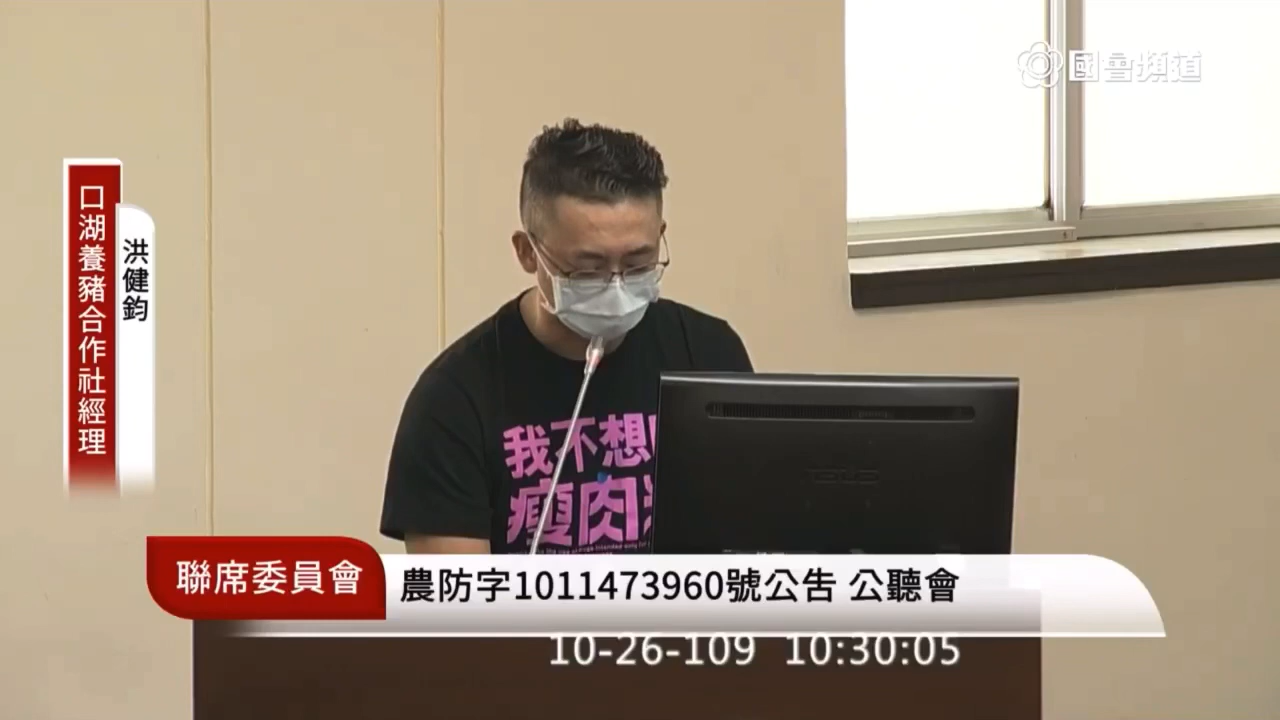 國會頻道
口湖養豬合作社經理
洪健鈞
我不想
瘦肉
聯席委員會
農防字1011473960號公告 公聽會
10-26-109 10:30:05